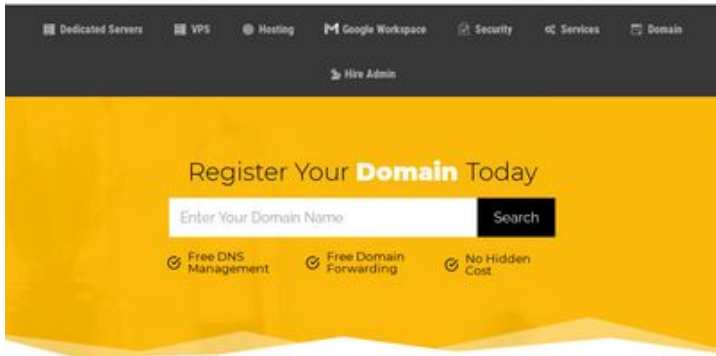 Dedicated Servers VPS Hosting Google Workspace Security Services Domain
Hire Admin
Register Your Domain Today
Enter Your Domain Name Search
Free DNS
Management
Free Domain
Forwarding
No Hidden
Cost